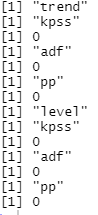 [1] "trend"
[1] "kpss"
[1] 0
[1] "adf"
[1] 0
[1] "pp"
[1] 0
[1] "level"
[1] "kpss"
[1] 0
[1] "adf"
[1] 0
[1] "pp"
[1] 0